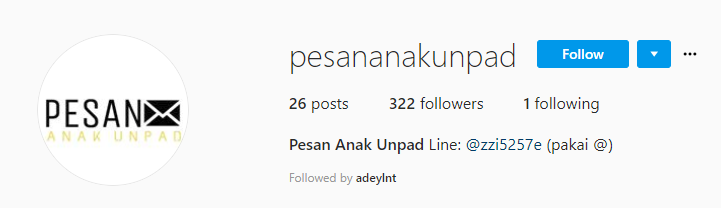 PESAN
ANAK UNPAD
pesananakunpad Follow
26 posts 322 followers 1 following
Pesan Anak Unpad Line: @zzi5257e (pakai @)
Followed by adeylnt